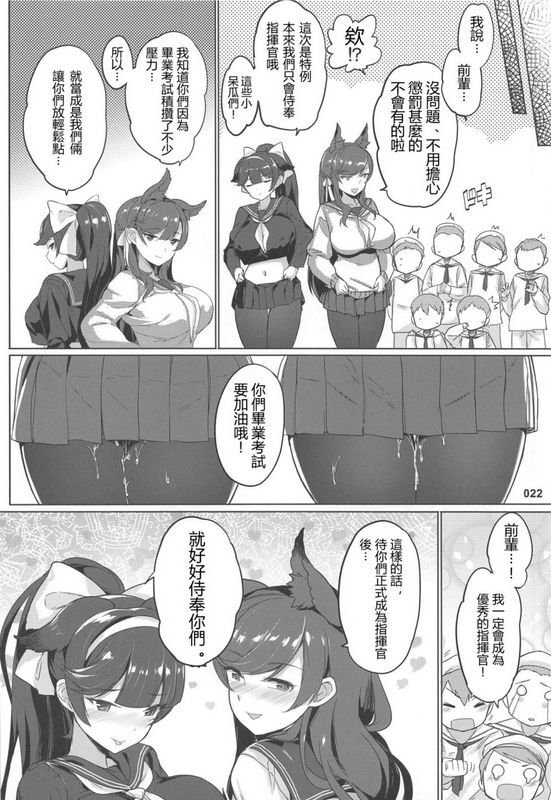 我說…
前輩…
沒問題、不用擔心
懲罰甚麼的
不會有的啦
欸!?
ドキ
這次是特例
本來我們只會侍奉
指揮官哦
這些小
呆瓜們！
我知道你們因為
畢業考試積攢了不少
壓力…
所以…
就當成是我們倆
讓你們放輕鬆點…
你們畢業考試
要加油哦！
022
前輩…！
我一定會成為
優秀的指揮官！
這樣的話，
待你們正式成為指揮官
後…
就好好侍奉你們。